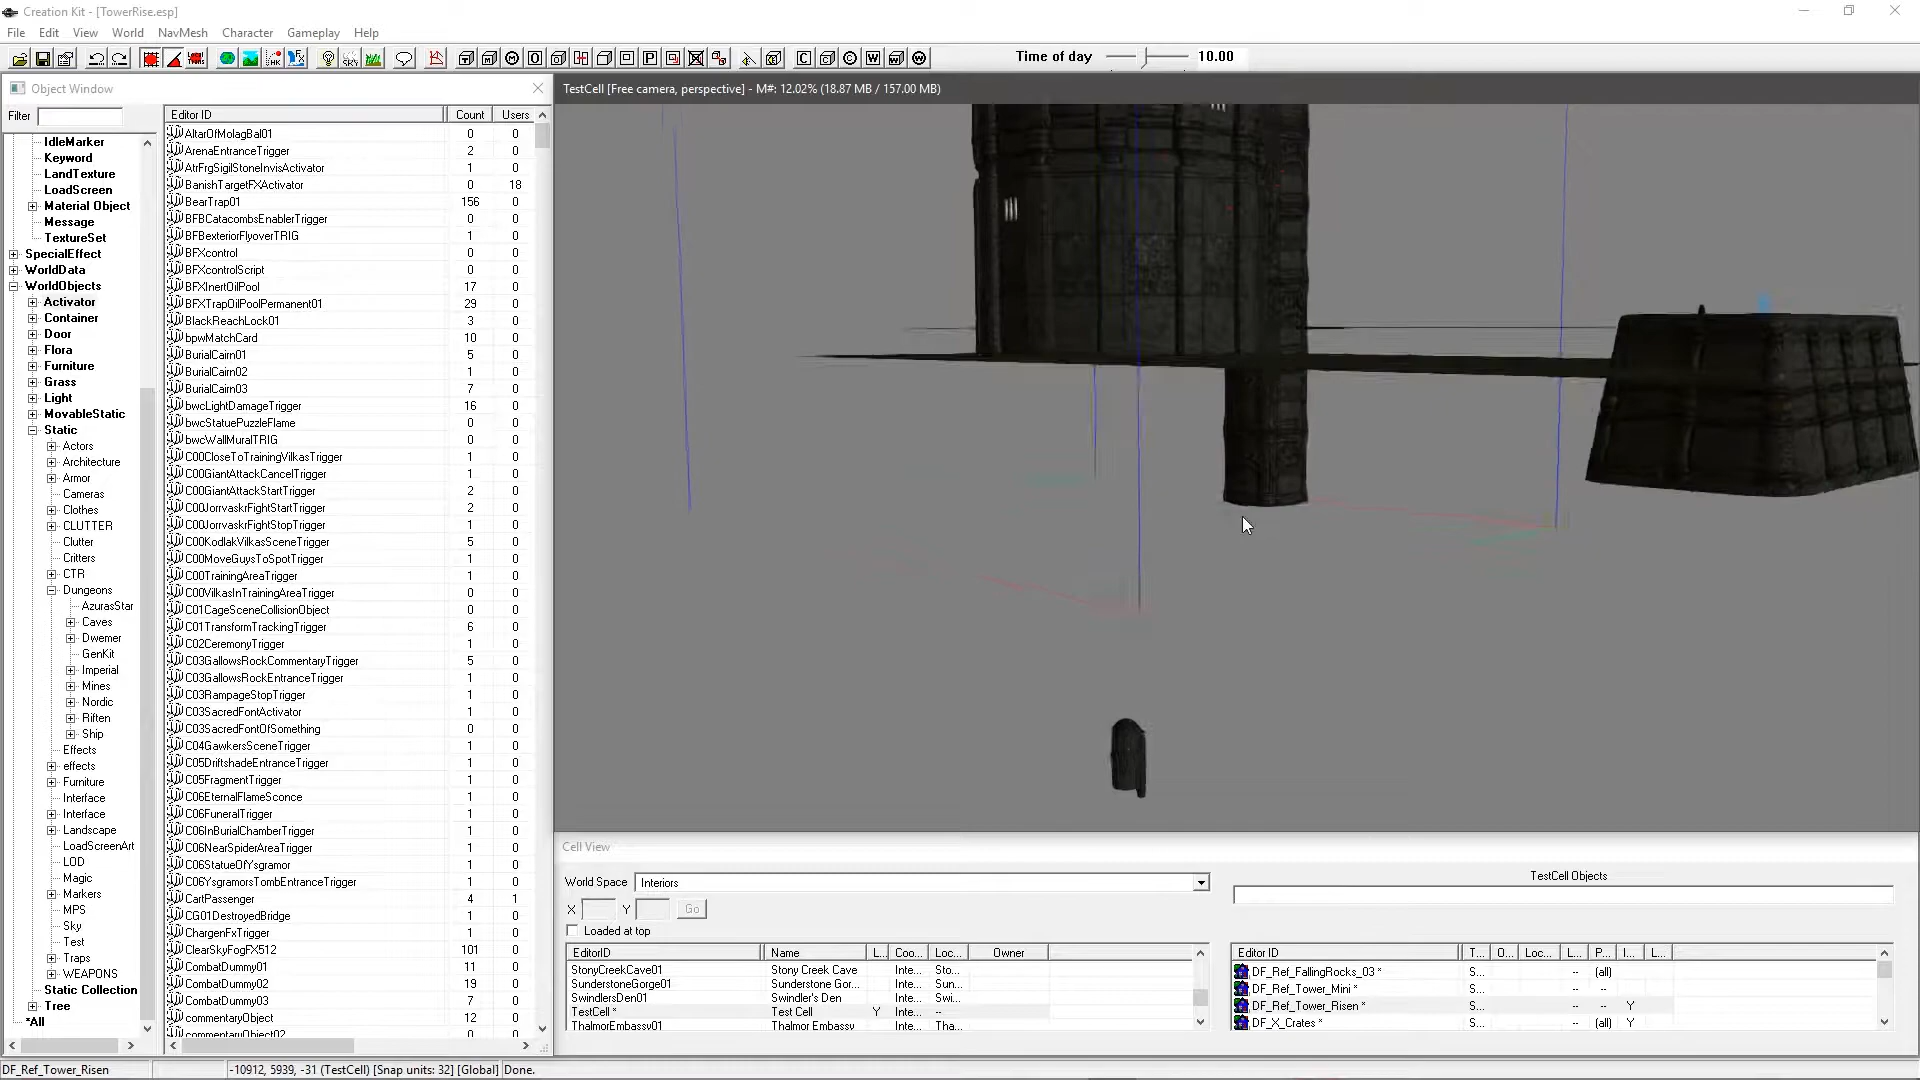 Creation Kit - [TowerRise.esp]
File Edit View World NavMesh Character Gameplay Help
Time of day 10.00
Object Window
Filter
IdleMarker
Keyword
LandTexture
LoadScreen
Material Object
Message
TextureSet
SpecialEffect
WorldData
WorldObjects
Activator
Container
Door
Flora
Furniture
Grass
Light
MovableStatic
Static
Actors
Architecture
Armor
Cameras
Clothes
CLUTTER
Clutter
Critters
CTR
Dungeons
AzurasStar
Caves
Dwemer
GenKit
Imperial
Mines
Nordic
Riften
Ship
Effects
effects
Furniture
Interface
Interface
Landscape
LoadScreenArt
LOD
Magic
Markers
MPS
Sky
Test
Traps
WEAPONS
Static Collection
Tree
*All
Editor ID Count Users
AltarOfMolagBal01 0 0
ArenaEntranceTrigger 2 0
AtrFrgSigilStoneInvisActivator 1 0
BanishTargetFXActivator 0 18
BearTrap01 156 0
BFBCatacombsEnablerTrigger 0 0
BFBexteriorFlyoverTRIG 1 0
BFXcontrol 0 0
BFXcontrolScript 0 0
BFXInertOilPool 17 0
BFXTrapOilPoolPermanent01 29 0
BlackReachLock01 3 0
bpwMatchCard 10 0
BurialCairn01 5 0
BurialCairn02 1 0
BurialCairn03 7 0
bwcLightDamageTrigger 16 0
bwcStatuePuzzleFlame 0 0
bwcWallMuralTRIG 0 0
C00CloseToTrainingVilkasTrigger 1 0
C00GiantAttackCancelTrigger 1 0
C00GiantAttackStartTrigger 2 0
C00JorrvaskrFightStartTrigger 2 0
C00JorrvaskrFightStopTrigger 1 0
C00KodlakVilkasSceneTrigger 5 0
C00MoveGuysToSpotTrigger 1 0
C00TrainingAreaTrigger 1 0
C00VilkasInTrainingAreaTrigger 0 0
C01CageSceneCollisionObject 0 0
C01TransformTrackingTrigger 6 0
C02CeremonyTrigger 1 0
C03GallowsRockCommentaryTrigger 5 0
C03GallowsRockEntranceTrigger 1 0
C03RampageStopTrigger 1 0
C03SacredFontActivator 1 0
C03SacredFontOfSomething 0 0
C04GawkersSceneTrigger 1 0
C05DriftshadeEntranceTrigger 1 0
C05FragmentTrigger 1 0
C06EternalFlameSconce 1 0
C06FuneralTrigger 1 0
C06InBurialChamberTrigger 1 0
C06NearSpiderAreaTrigger 1 0
C06StatueOfYsgramor 1 0
C06YsgramorsTombEntranceTrigger 1 0
CartPassenger 4 1
CG01DestroyedBridge 1 0
ChargenFxTrigger 1 0
ClearSkyFogFX512 101 0
CombatDummy01 11 0
CombatDummy02 19 0
CombatDummy03 7 0
commentaryObject 12 0
commentaryObject02 0 0
TestCell [Free camera, perspective] - M#: 12.02% (18.87 MB / 157.00 MB)
Cell View
World Space Interiors
X Y Go
Loaded at top
EditorID Name L... Coo... Loc... Owner
StonyCreekCave01 Stony Creek Cave Inte... Sto...
SunderstoneGorge01 Sunderstone Gor... Inte... Sun...
SwindlersDen01 Swindler's Den Inte... Swi...
TestCell * Test Cell Y Inte... --
ThalmorEmbassy01 Thalmor Embassy Inte... Tha...
TestCell Objects
Editor ID T... O... Loc... L... P... I... L...
DF_Ref_FallingRocks_03 * S... -- (all)
DF_Ref_Tower_Mini * S... -- --
DF_Ref_Tower_Risen * S... -- -- Y
DF_X_Crates * S... -- (all) Y
DF_Ref_Tower_Risen -10912, 5939, -31 (TestCell) [Snap units: 32] [Global] Done.